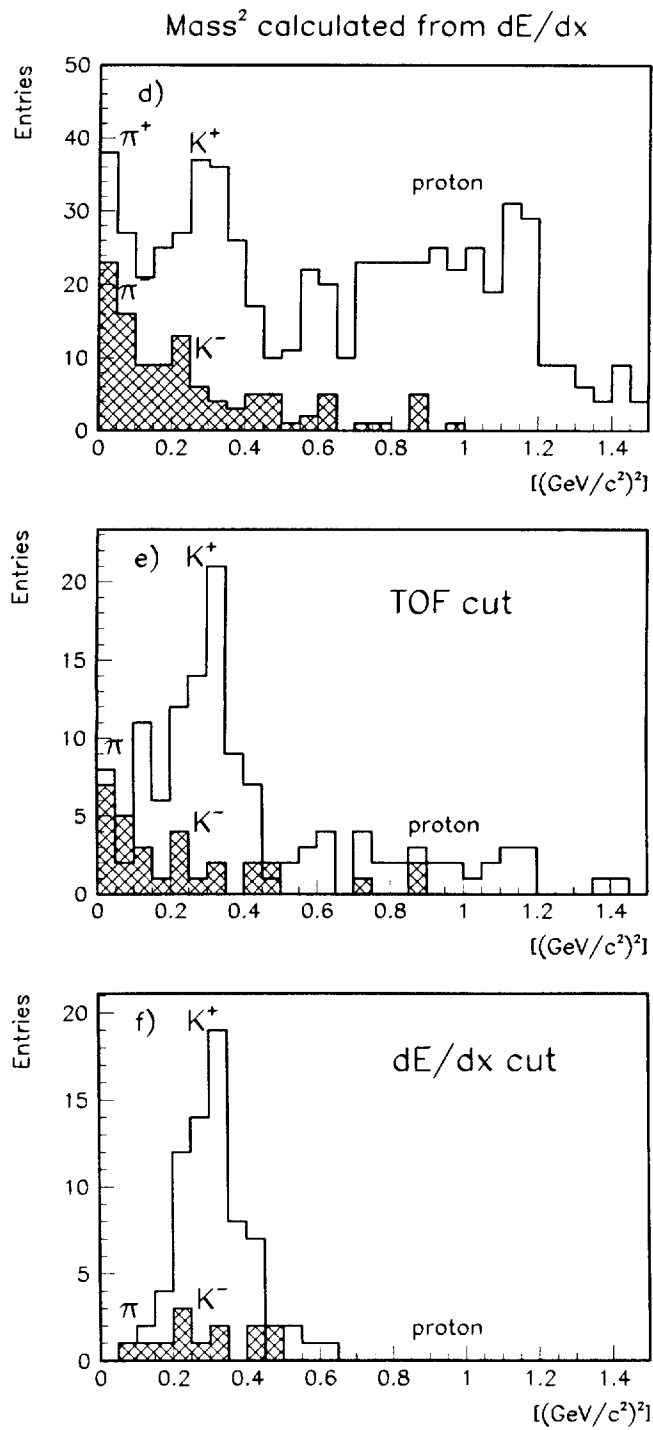 Mass² calculated from dE/dx
Entries
d)
π⁺
K⁺
proton
π⁻
K⁻
50
40
30
20
10
0
0 0.2 0.4 0.6 0.8 1 1.2 1.4
[(GeV/c²)²]
Entries
e)
K⁺
TOF cut
π
K⁻
proton
20
15
10
5
0
0 0.2 0.4 0.6 0.8 1 1.2 1.4
[(GeV/c²)²]
Entries
f)
K⁺
dE/dx cut
π
K⁻
proton
20
15
10
5
0
0 0.2 0.4 0.6 0.8 1 1.2 1.4
[(GeV/c²)²]